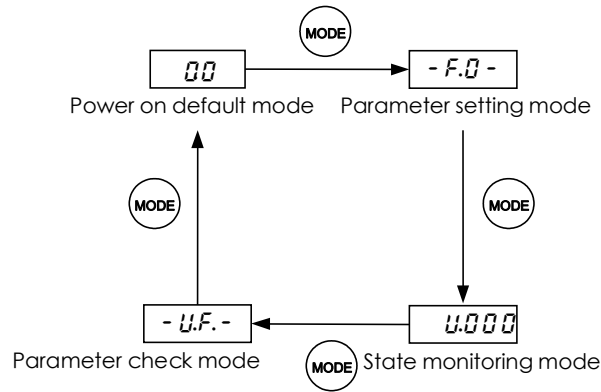 MODE
00
- F.0 -
Power on default mode
Parameter setting mode
MODE
MODE
- U.F. -
U.000
Parameter check mode
MODE
State monitoring mode